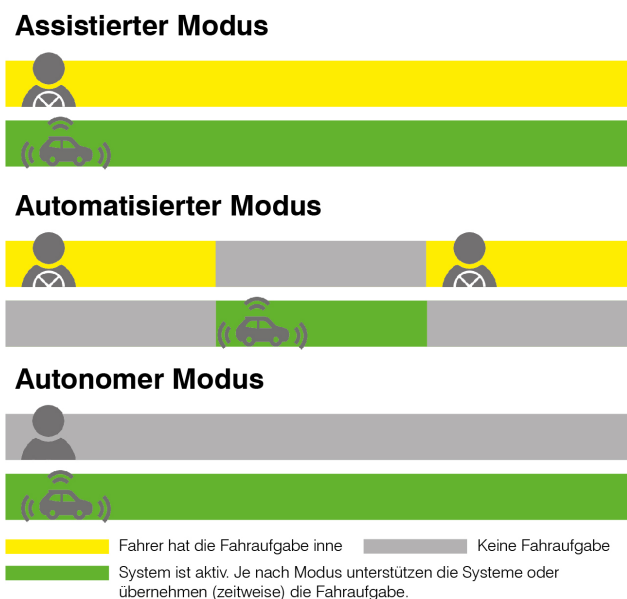 Assistierter Modus
Automatisierter Modus
Autonomer Modus
Fahrer hat die Fahraufgabe inne
Keine Fahraufgabe
System ist aktiv. Je nach Modus unterstützen die Systeme oder
übernehmen (zeitweise) die Fahraufgabe.